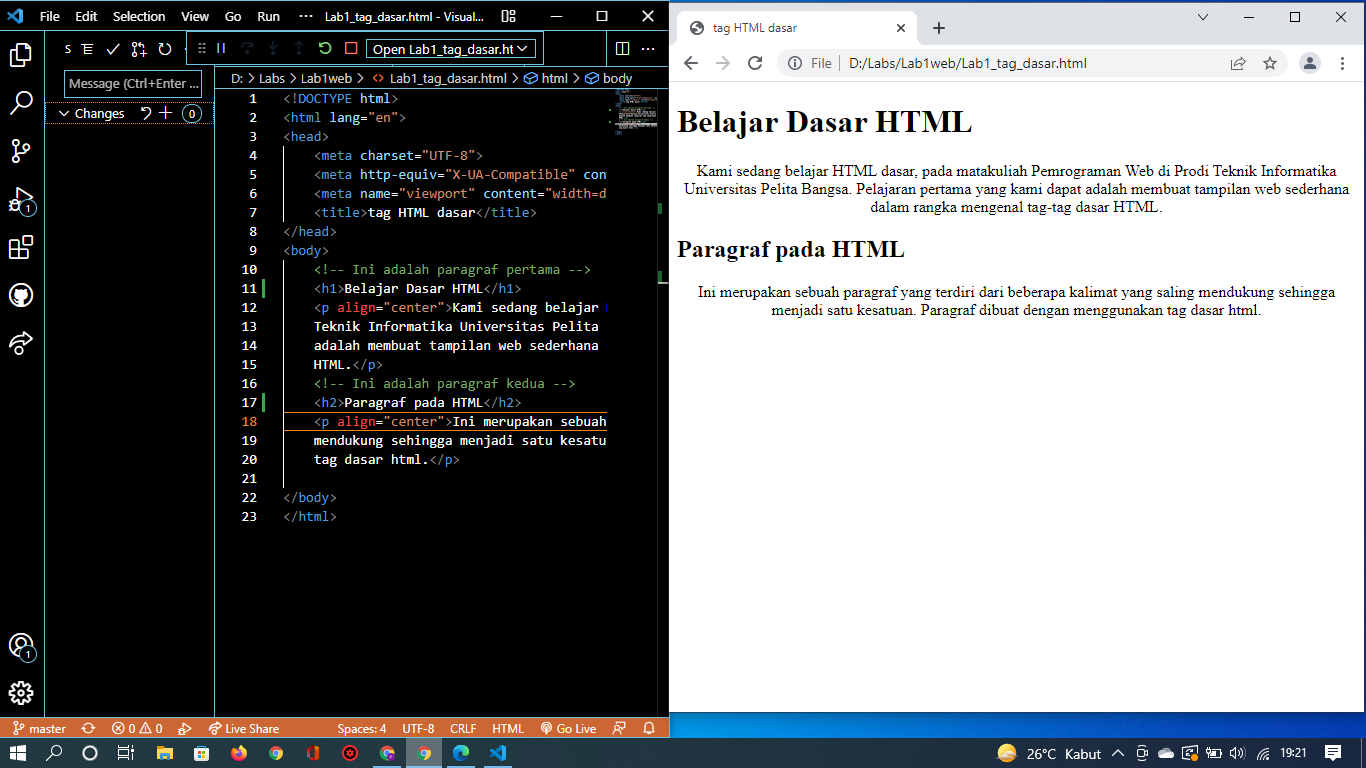 File Edit Selection View Go Run ··· Lab1_tag_dasar.html - Visual...
S
Open Lab1_tag_dasar.ht
Message (Ctrl+Enter ...
Changes 0
D: > Labs > Lab1web > Lab1_tag_dasar.html > html > body
1 <!DOCTYPE html>
2 <html lang="en">
3 <head>
4 <meta charset="UTF-8">
5 <meta http-equiv="X-UA-Compatible" con
6 <meta name="viewport" content="width=d
7 <title>tag HTML dasar</title>
8 </head>
9 <body>
10 <!-- Ini adalah paragraf pertama -->
11 <h1>Belajar Dasar HTML</h1>
12 <p align="center">Kami sedang belajar
13 Teknik Informatika Universitas Pelita
14 adalah membuat tampilan web sederhana
15 HTML.</p>
16 <!-- Ini adalah paragraf kedua -->
17 <h2>Paragraf pada HTML</h2>
18 <p align="center">Ini merupakan sebuah
19 mendukung sehingga menjadi satu kesatu
20 tag dasar html.</p>
21
22 </body>
23 </html>
1
1
master 0 0 Live Share Spaces: 4 UTF-8 CRLF HTML Go Live
tag HTML dasar
File D:/Labs/Lab1web/Lab1_tag_dasar.html
Belajar Dasar HTML
Kami sedang belajar HTML dasar, pada matakuliah Pemrograman Web di Prodi Teknik Informatika
Universitas Pelita Bangsa. Pelajaran pertama yang kami dapat adalah membuat tampilan web sederhana
dalam rangka mengenal tag-tag dasar HTML.
Paragraf pada HTML
Ini merupakan sebuah paragraf yang terdiri dari beberapa kalimat yang saling mendukung sehingga
menjadi satu kesatuan. Paragraf dibuat dengan menggunakan tag dasar html.
26°C Kabut 19:21